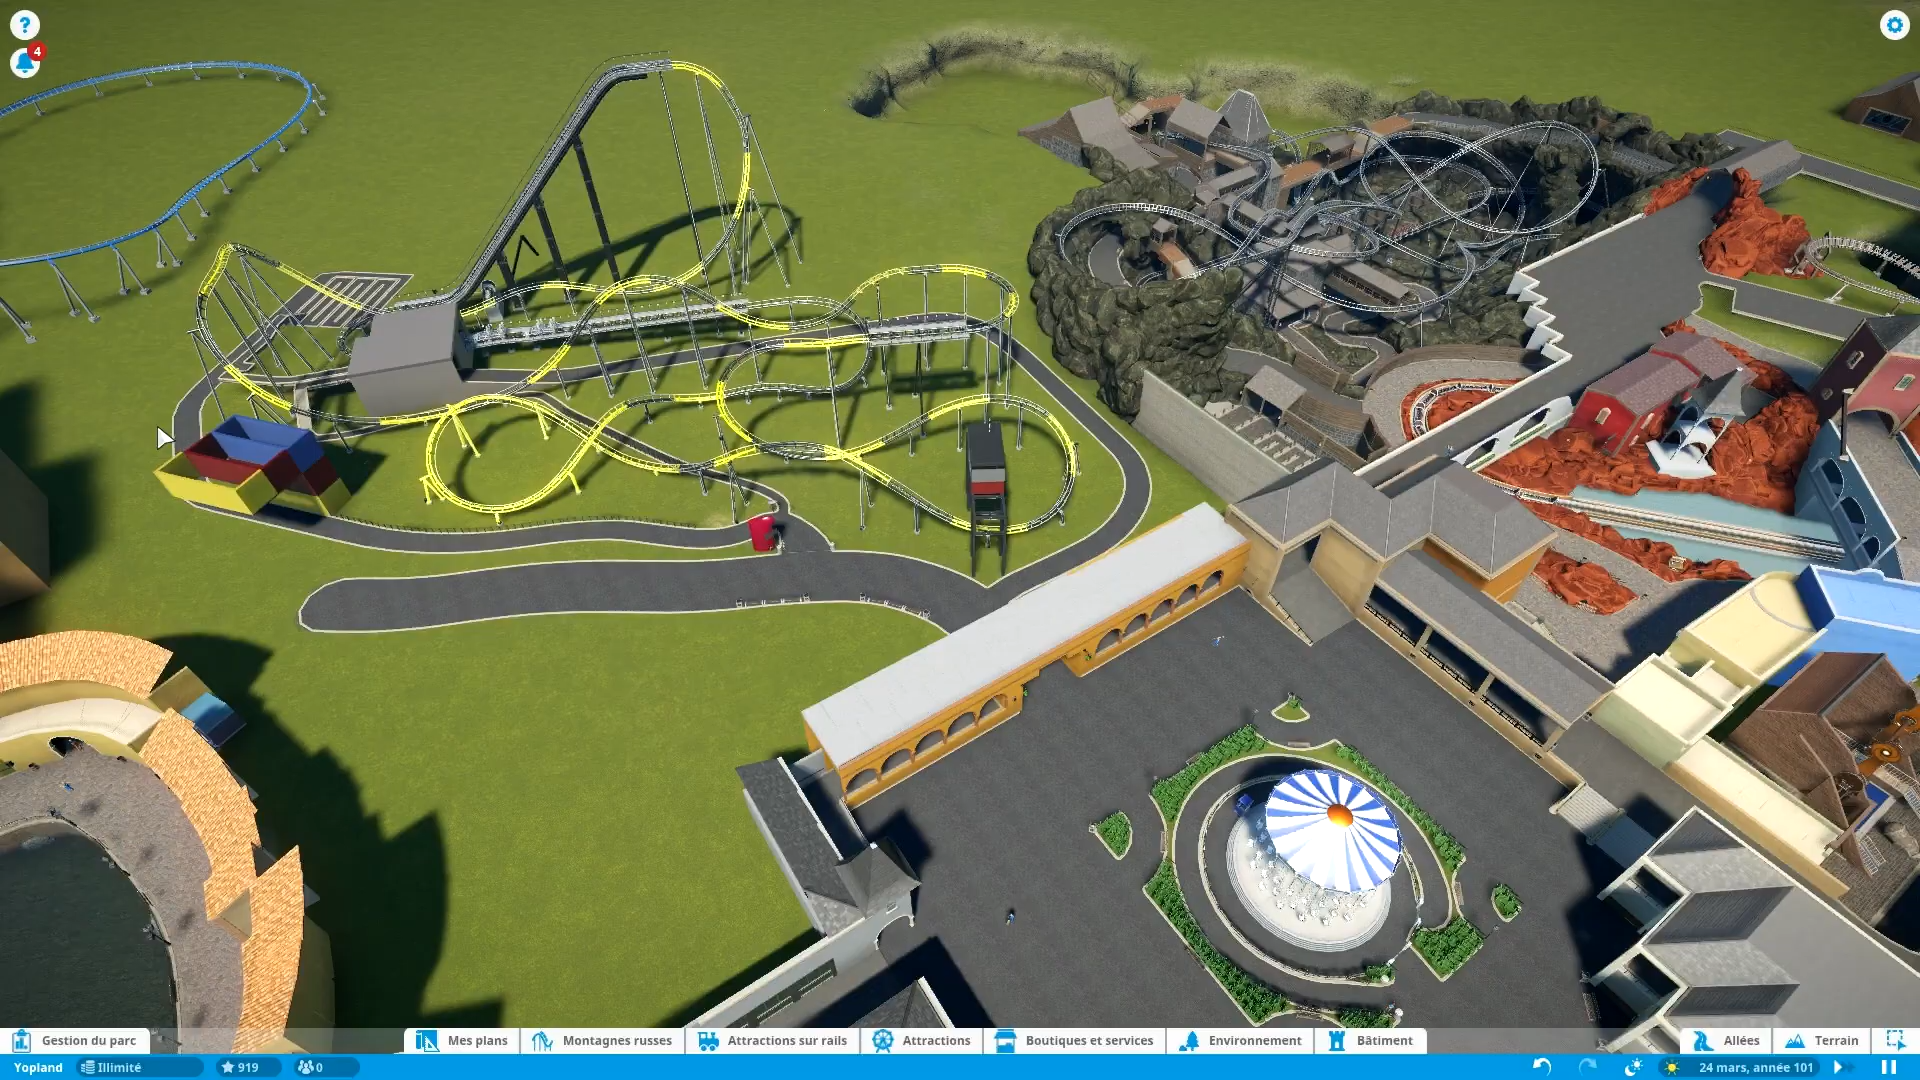 ?
4
Gestion du parc
Mes plans
Montagnes russes
Attractions sur rails
Attractions
Boutiques et services
Environnement
Bâtiment
Allées
Terrain
Yopland
Illimité
919
0
24 mars, année 101